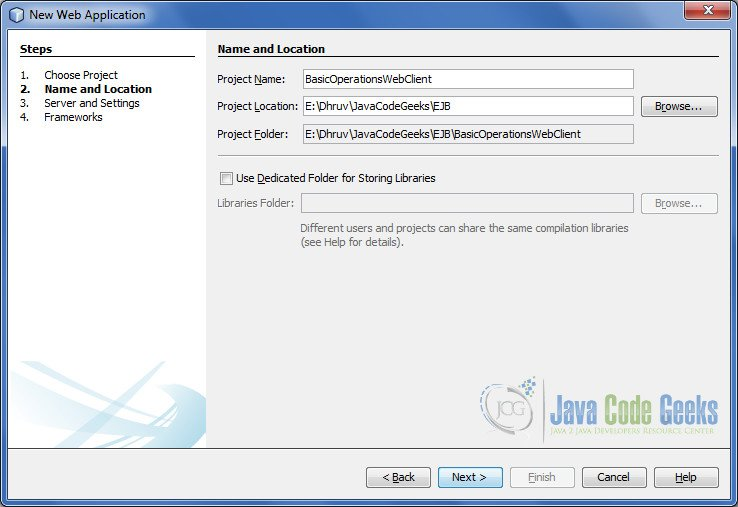 New Web Application
Steps
1. Choose Project
2. Name and Location
3. Server and Settings
4. Frameworks
Name and Location
Project Name: BasicOperationsWebClient
Project Location: E:\Dhruv\JavaCodeGeeks\EJB Browse...
Project Folder: E:\Dhruv\JavaCodeGeeks\EJB\BasicOperationsWebClient
Use Dedicated Folder for Storing Libraries
Libraries Folder: Browse...
Different users and projects can share the same compilation libraries
(see Help for details).
JCG
Java Code Geeks
Java 2 Java Developers Resource Center
< Back Next > Finish Cancel Help